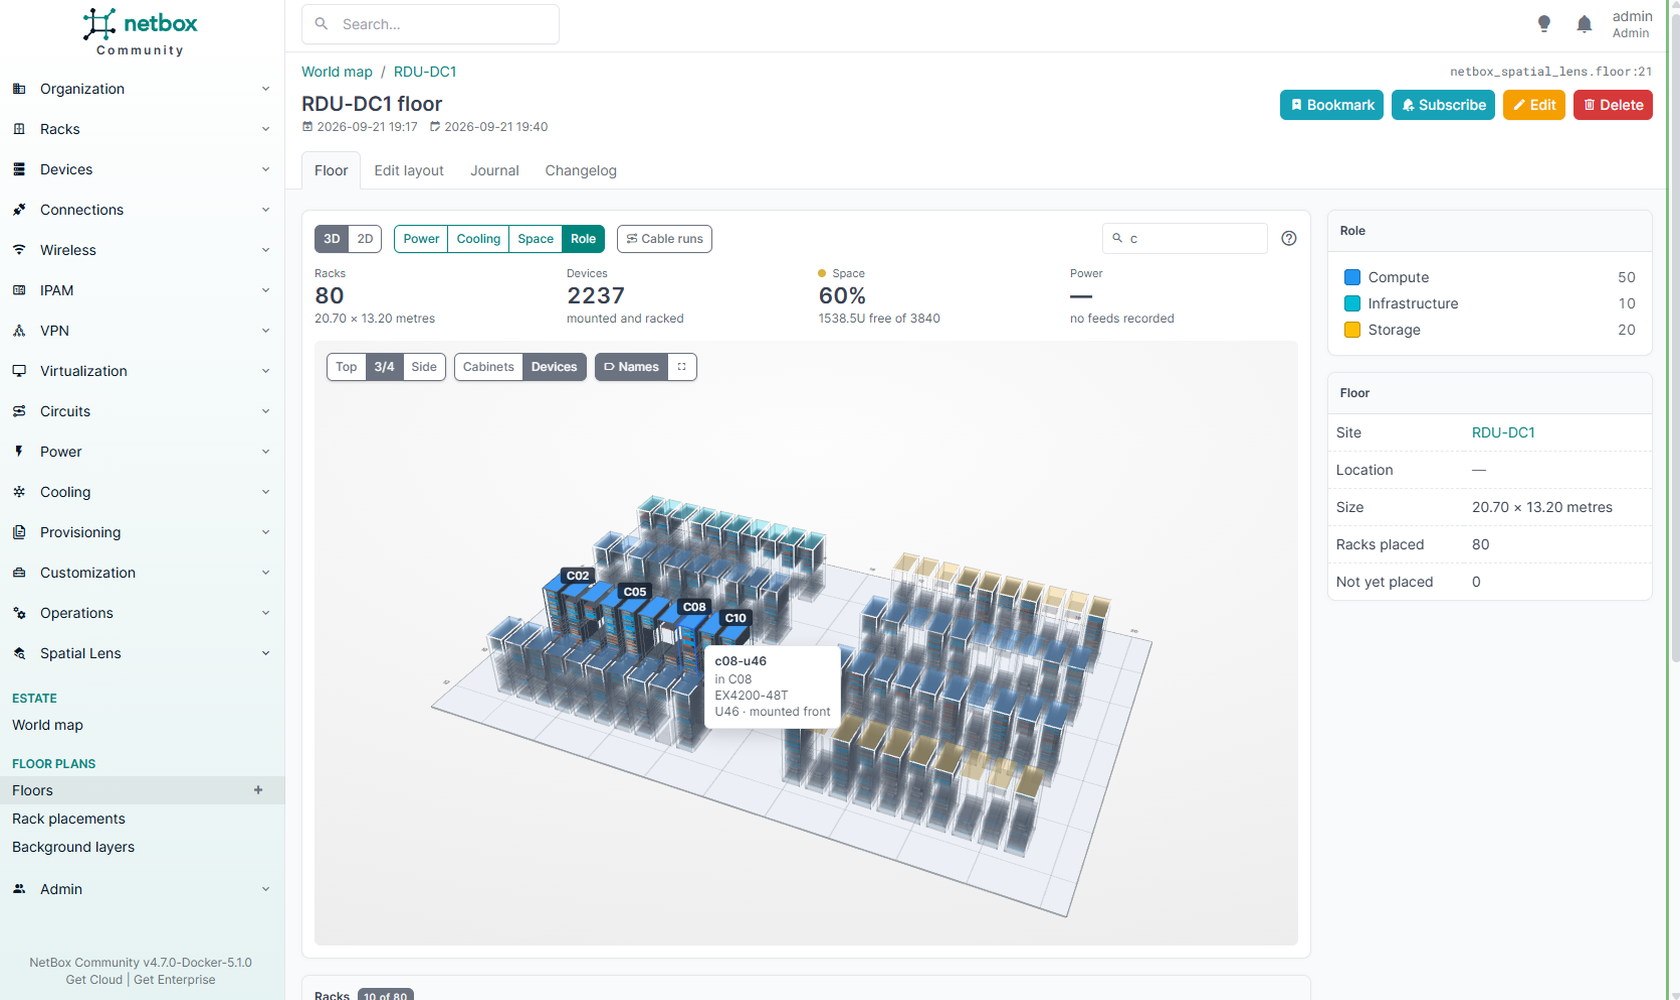 netbox
Community
Search...
admin
Admin
Organization
Racks
Devices
Connections
Wireless
IPAM
VPN
Virtualization
Circuits
Power
Cooling
Provisioning
Customization
Operations
Spatial Lens
ESTATE
World map
FLOOR PLANS
Floors
Rack placements
Background layers
Admin
NetBox Community v4.7.0-Docker-5.1.0
Get Cloud | Get Enterprise
World map / RDU-DC1
netbox_spatial_lens.floor:21
RDU-DC1 floor
2026-09-21 19:17 2026-09-21 19:40
Bookmark Subscribe Edit Delete
Floor Edit layout Journal Changelog
3D 2D Power Cooling Space Role Cable runs
c
Racks
80
20.70 × 13.20 metres
Devices
2237
mounted and racked
Space
60%
1538.5U free of 3840
Power
—
no feeds recorded
Top 3/4 Side Cabinets Devices Names
C02
C05
C08
C10
c08-u46
in C08
EX4200-48T
U46 · mounted front
Racks 10 of 80
Role
Compute 50
Infrastructure 10
Storage 20
Floor
Site RDU-DC1
Location —
Size 20.70 × 13.20 metres
Racks placed 80
Not yet placed 0